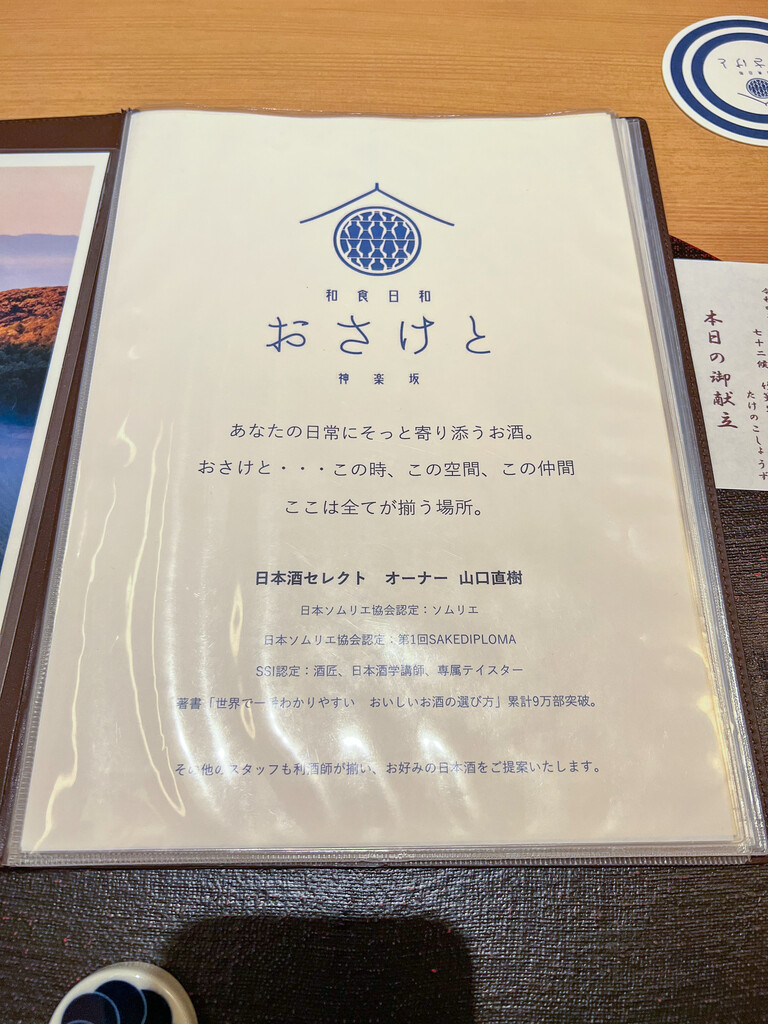 和食日和
おさけと
神楽坂
あなたの日常にそっと寄り添うお酒。
おさけと・・・この時、この空間、この仲間
ここは全てが揃う場所。
日本酒セレクト　オーナー 山口直樹
日本ソムリエ協会認定：ソムリエ
日本ソムリエ協会認定：第1回SAKEDIPLOMA
SSI認定：酒匠、日本酒学講師、専属テイスター
著書「世界で一番わかりやすい　おいしいお酒の選び方」累計9万部突破。
その他のスタッフも利酒師が揃い、お好みの日本酒をご提案いたします。
七十二候
たけのこしょうず
本日の御献立